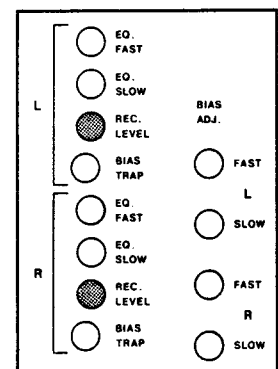 EQ.
FAST
EQ.
SLOW
L
REC.
LEVEL
BIAS
TRAP
EQ.
FAST
EQ.
SLOW
R
REC.
LEVEL
BIAS
TRAP
BIAS
ADJ.
FAST
L
SLOW
FAST
R
SLOW